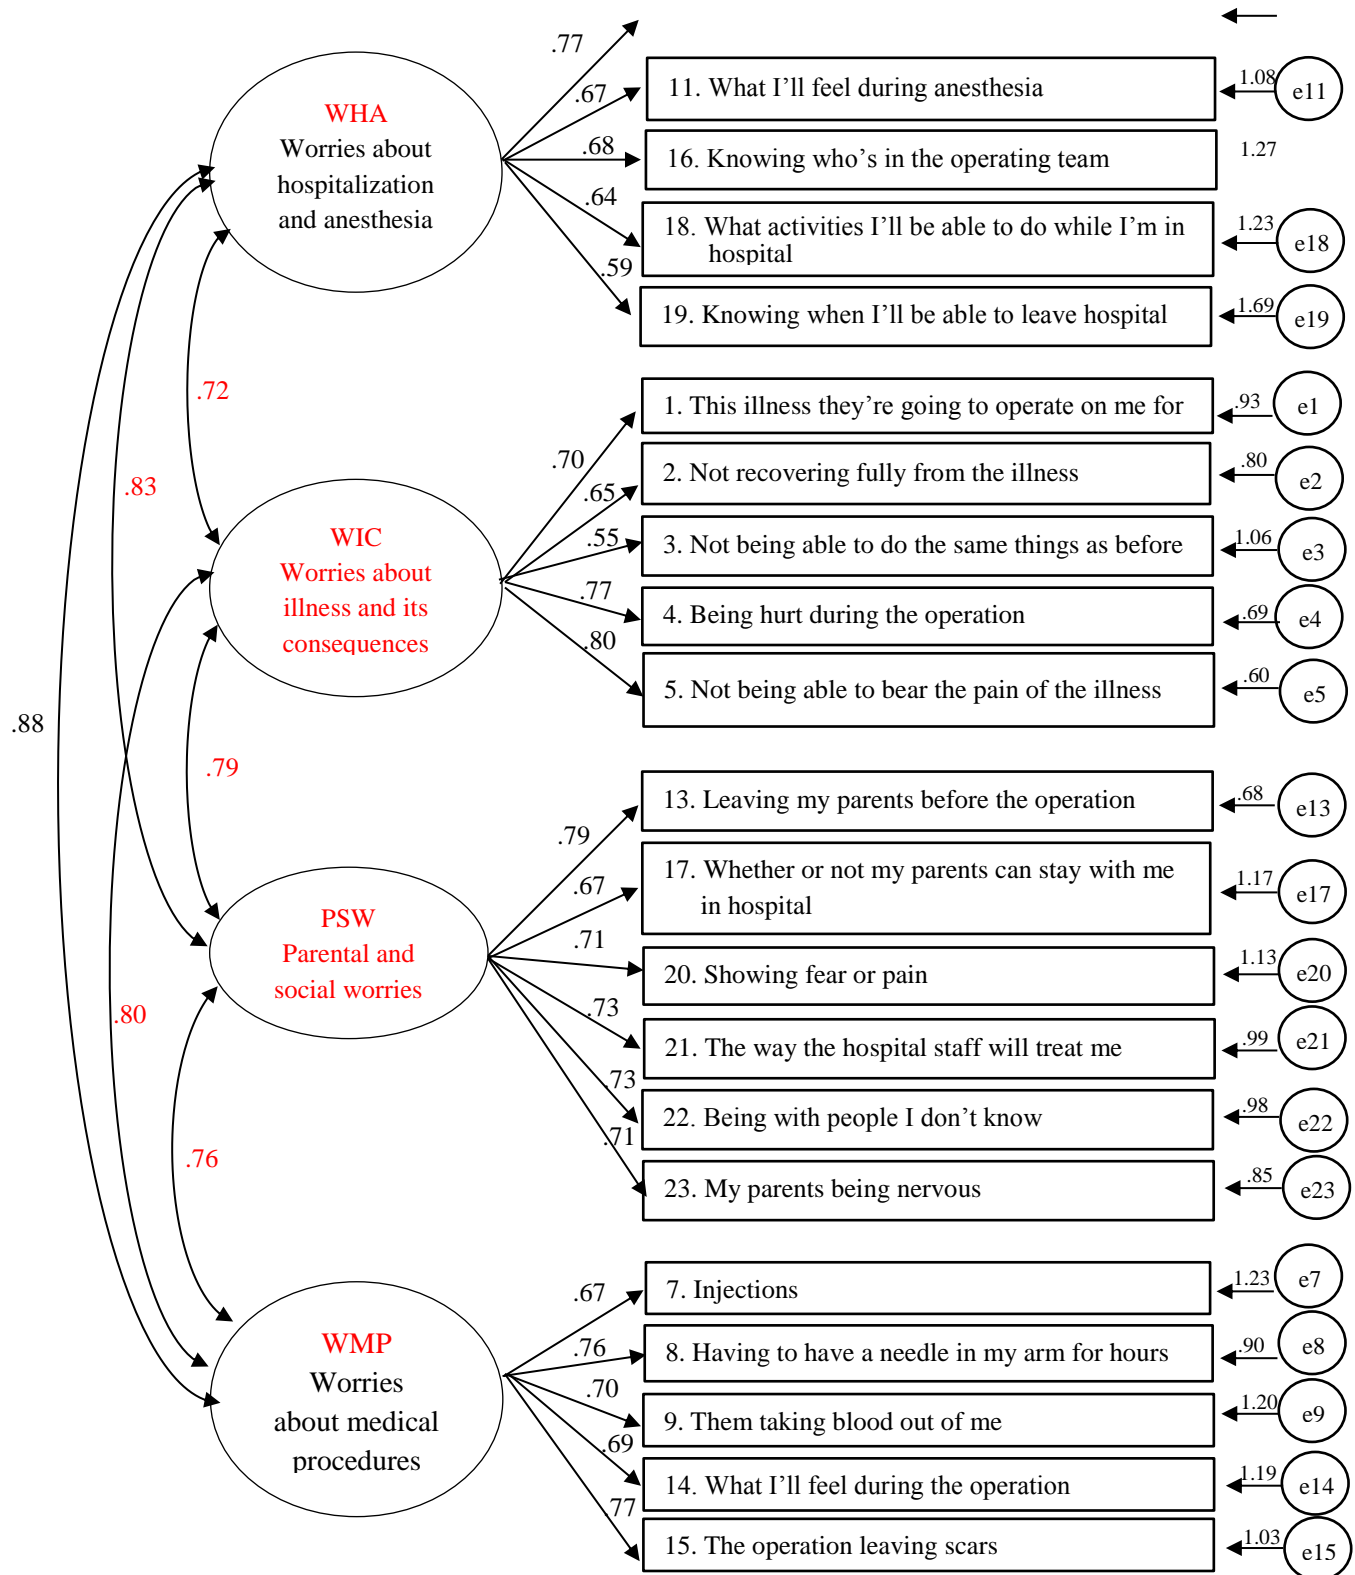 .77
WHA
Worries about
hospitalization
and anesthesia
.67
11. What I'll feel during anesthesia
1.08
e11
.68
16. Knowing who's in the operating team
1.27
.64
18. What activities I'll be able to do while I'm in
hospital
1.23
e18
.59
19. Knowing when I'll be able to leave hospital
1.69
e19
.72
.83
.88
WIC
Worries about
illness and its
consequences
.70
1. This illness they're going to operate on me for
.93
e1
.65
2. Not recovering fully from the illness
.80
e2
.55
3. Not being able to do the same things as before
1.06
e3
.77
4. Being hurt during the operation
.69
e4
.80
5. Not being able to bear the pain of the illness
.60
e5
.79
.80
PSW
Parental and
social worries
.79
13. Leaving my parents before the operation
.68
e13
.67
17. Whether or not my parents can stay with me
in hospital
1.17
e17
.71
20. Showing fear or pain
1.13
e20
.73
21. The way the hospital staff will treat me
.99
e21
.73
22. Being with people I don't know
.98
e22
.71
23. My parents being nervous
.85
e23
.76
WMP
Worries
about medical
procedures
.67
7. Injections
1.23
e7
.76
8. Having to have a needle in my arm for hours
.90
e8
.70
9. Them taking blood out of me
1.20
e9
.69
14. What I'll feel during the operation
1.19
e14
.77
15. The operation leaving scars
1.03
e15